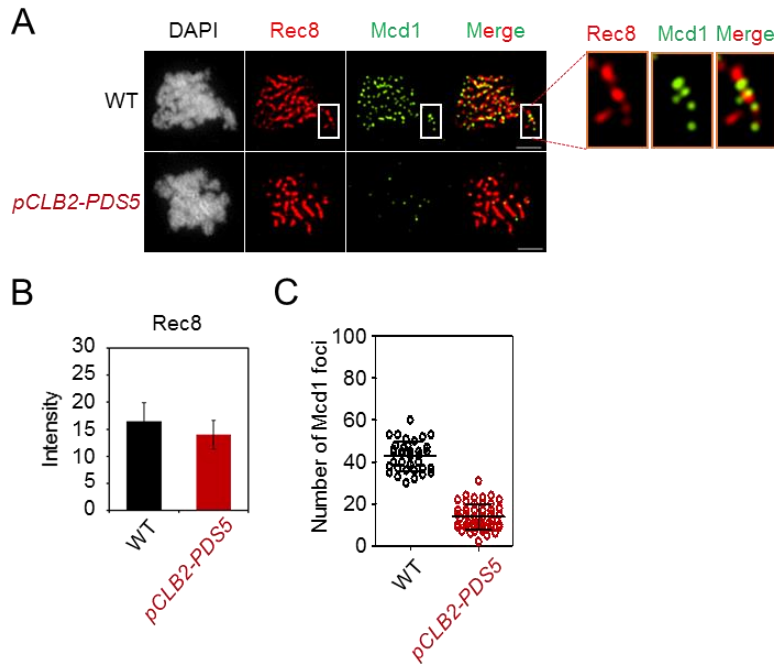 A
DAPI Rec8 Mcd1 Merge Rec8 Mcd1 Merge
WT
pCLB2-PDS5
B
Rec8
Intensity
30
25
20
15
10
5
0
WT
pCLB2-PDS5
C
Number of Mcd1 foci
100
80
60
40
20
0
WT
pCLB2-PDS5